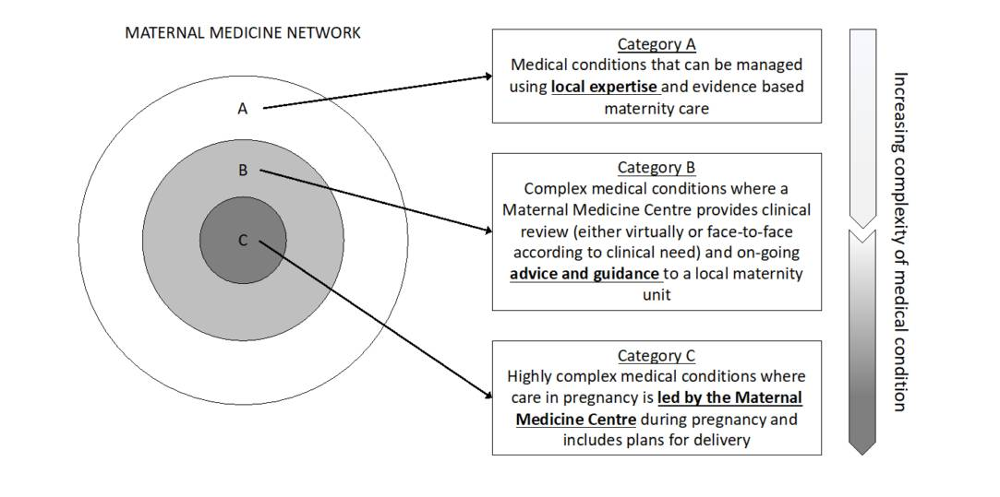 MATERNAL MEDICINE NETWORK
A
B
C
Category A
Medical conditions that can be managed
using local expertise and evidence based
maternity care
Category B
Complex medical conditions where a
Maternal Medicine Centre provides clinical
review (either virtually or face-to-face
according to clinical need) and on-going
advice and guidance to a local maternity
unit
Category C
Highly complex medical conditions where
care in pregnancy is led by the Maternal
Medicine Centre during pregnancy and
includes plans for delivery
Increasing complexity of medical condition